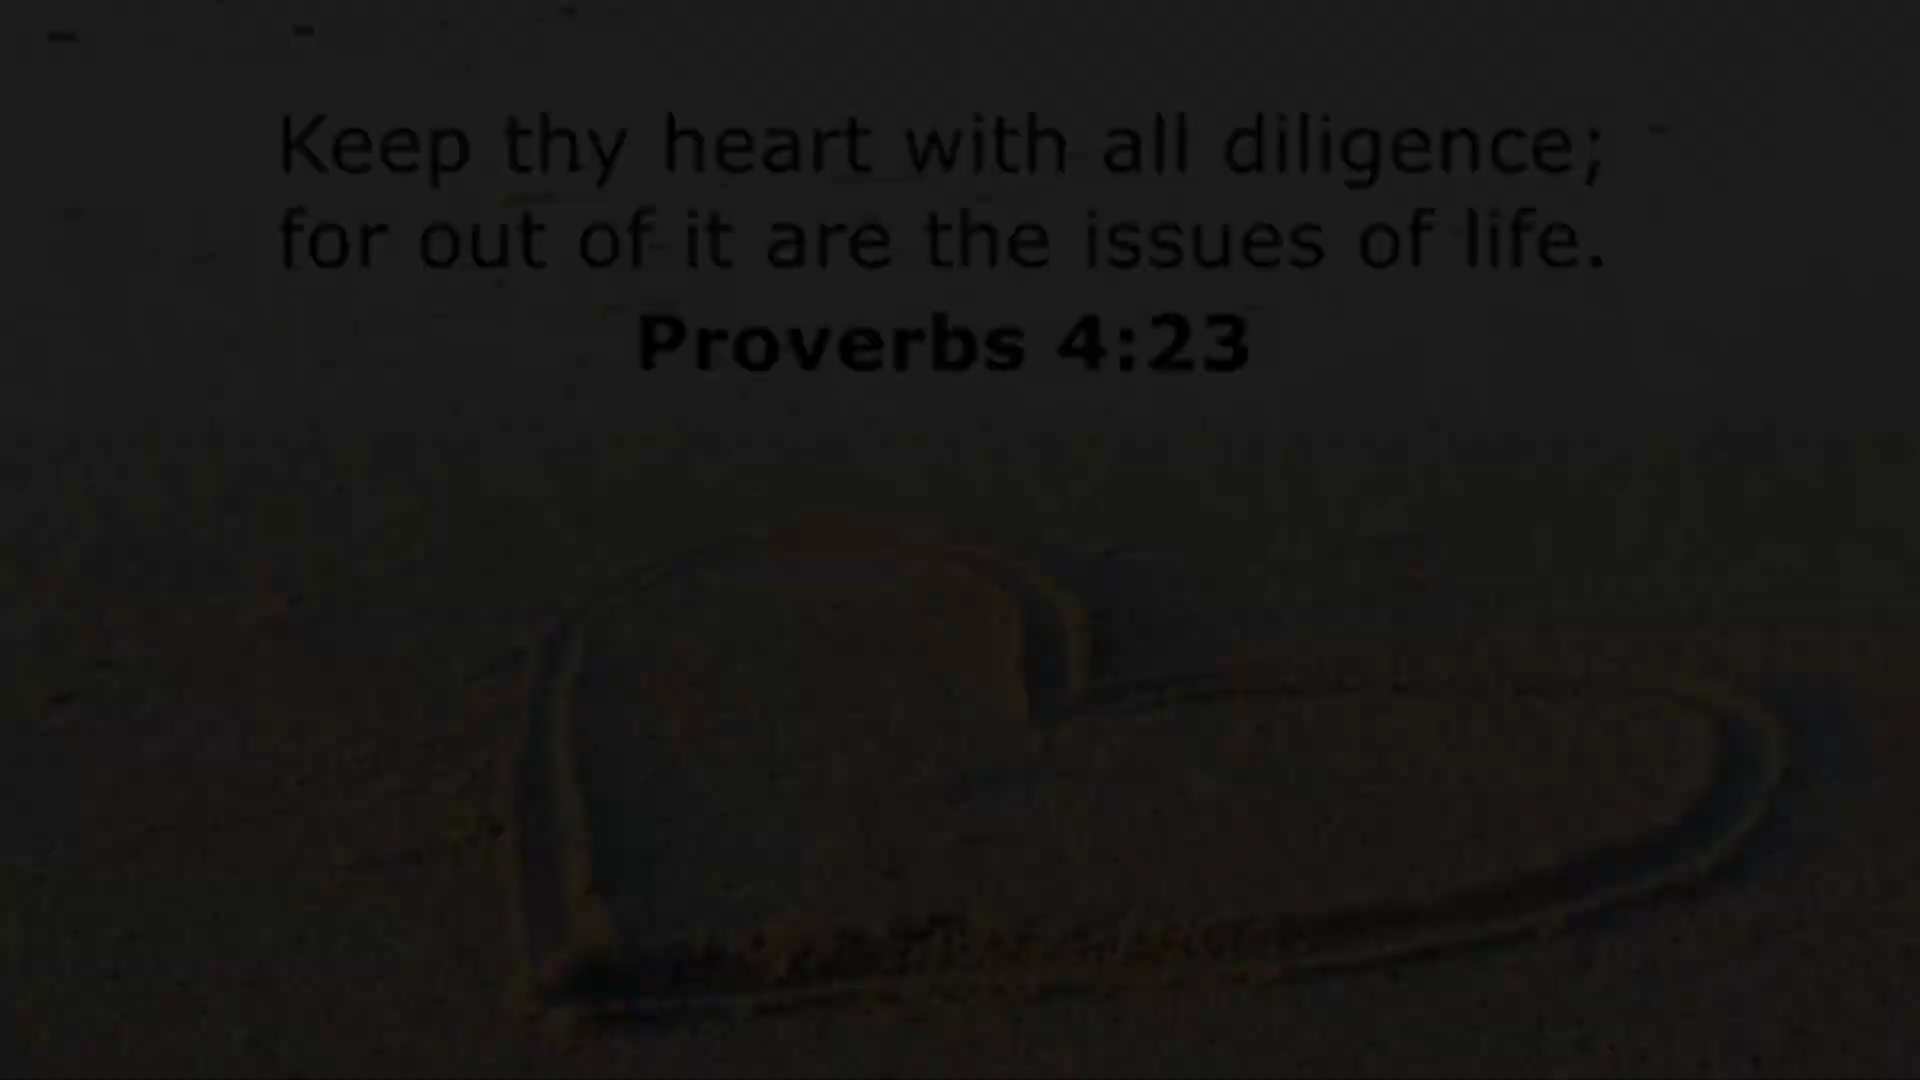 Keep thy heart with all diligence;
for out of it are the issues of life.
Proverbs 4:23